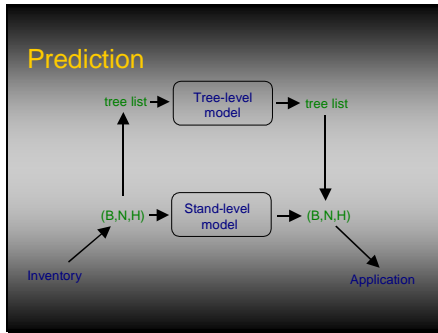 Prediction
tree list
Tree-level
model
tree list
(B,N,H)
Stand-level
model
(B,N,H)
Inventory
Application